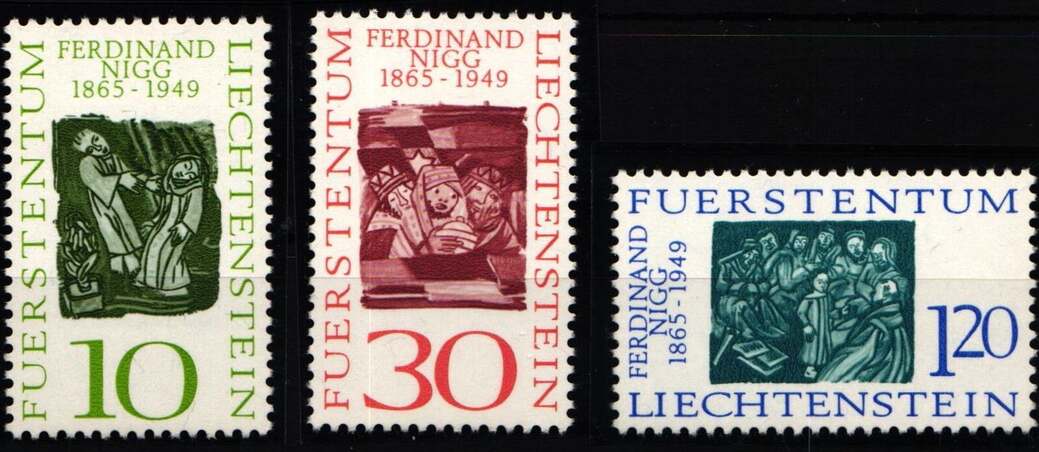 FERDINAND
NIGG
1865 - 1949
FUERSTENTUM
LIECHTENSTEIN
10
FERDINAND
NIGG
1865 - 1949
FUERSTENTUM
LIECHTENSTEIN
30
FUERSTENTUM
FERDINAND
NIGG
1865 - 1949
1.20
LIECHTENSTEIN